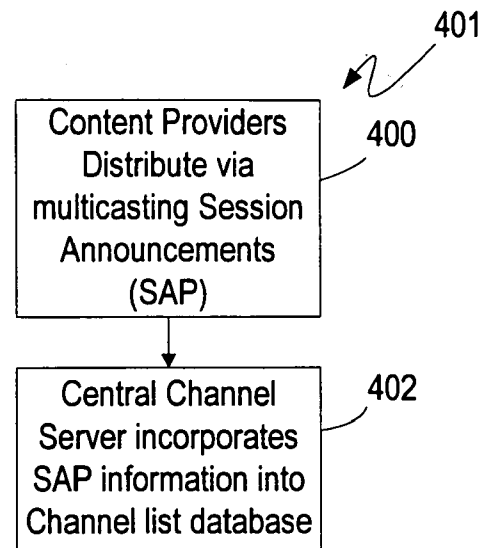 401
Content Providers
Distribute via
multicasting Session
Announcements
(SAP)
400
Central Channel
Server incorporates
SAP information into
Channel list database
402